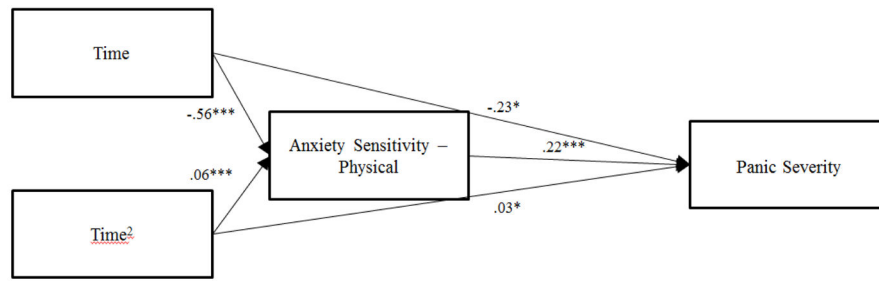 Time
-.23*
-.56***
Anxiety Sensitivity –
Physical
.22***
Panic Severity
.06***
.03*
Time²